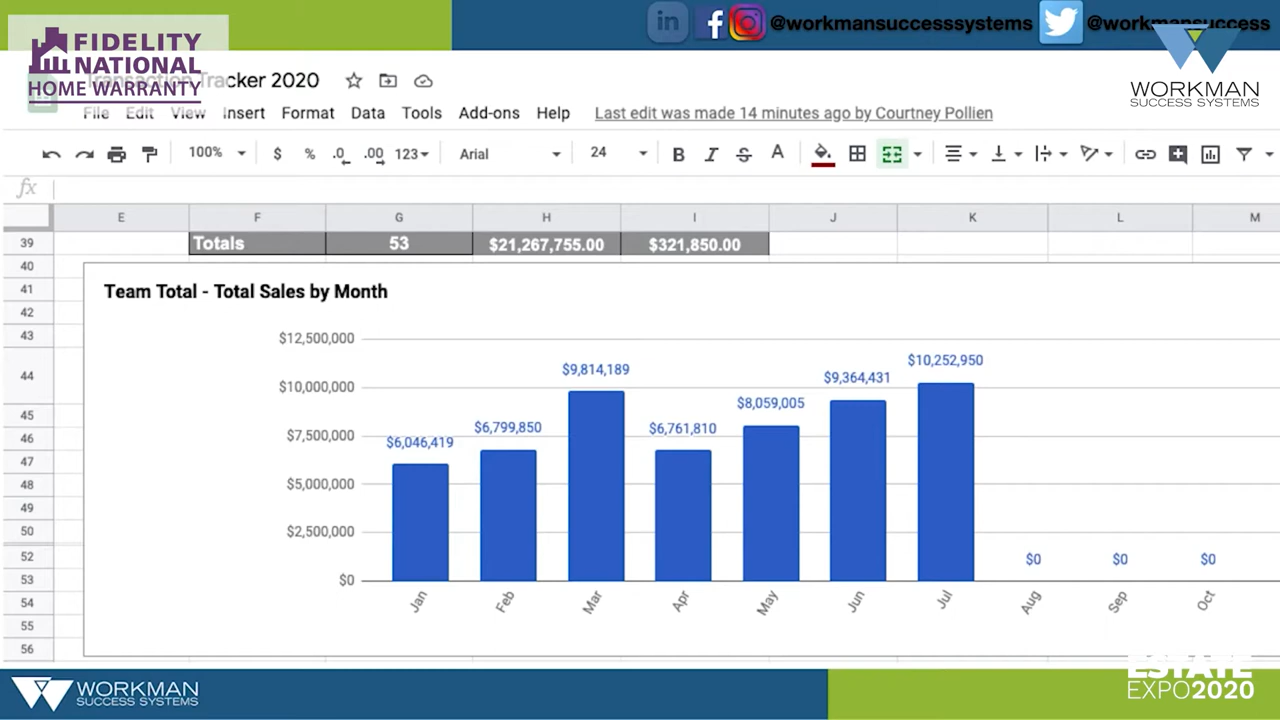 in f @workmansuccesssystems @workmansuccess
FIDELITY
NATIONAL
HOME WARRANTY
Transaction Tracker 2020
WORKMAN
SUCCESS SYSTEMS
File Edit View Insert Format Data Tools Add-ons Help Last edit was made 14 minutes ago by Courtney Pollien
100% $ % .0 .00 123 Arial 24 B I S A
fx
E F G H I J K L M
39 Totals 53 $21,267,755.00 $321,850.00
40
41 Team Total - Total Sales by Month
42
43 $12,500,000
$10,252,950
44 $9,814,189 $9,364,431
$10,000,000
$8,059,005
45
46 $7,500,000 $6,046,419 $6,799,850 $6,761,810
47
48 $5,000,000
49
50 $2,500,000
52 $0 $0 $0
53 $0
54 Jan Feb Mar Apr May Jun Jul Aug Sep Oct
55
56
WORKMAN
SUCCESS SYSTEMS
ESTATE
EXPO2020